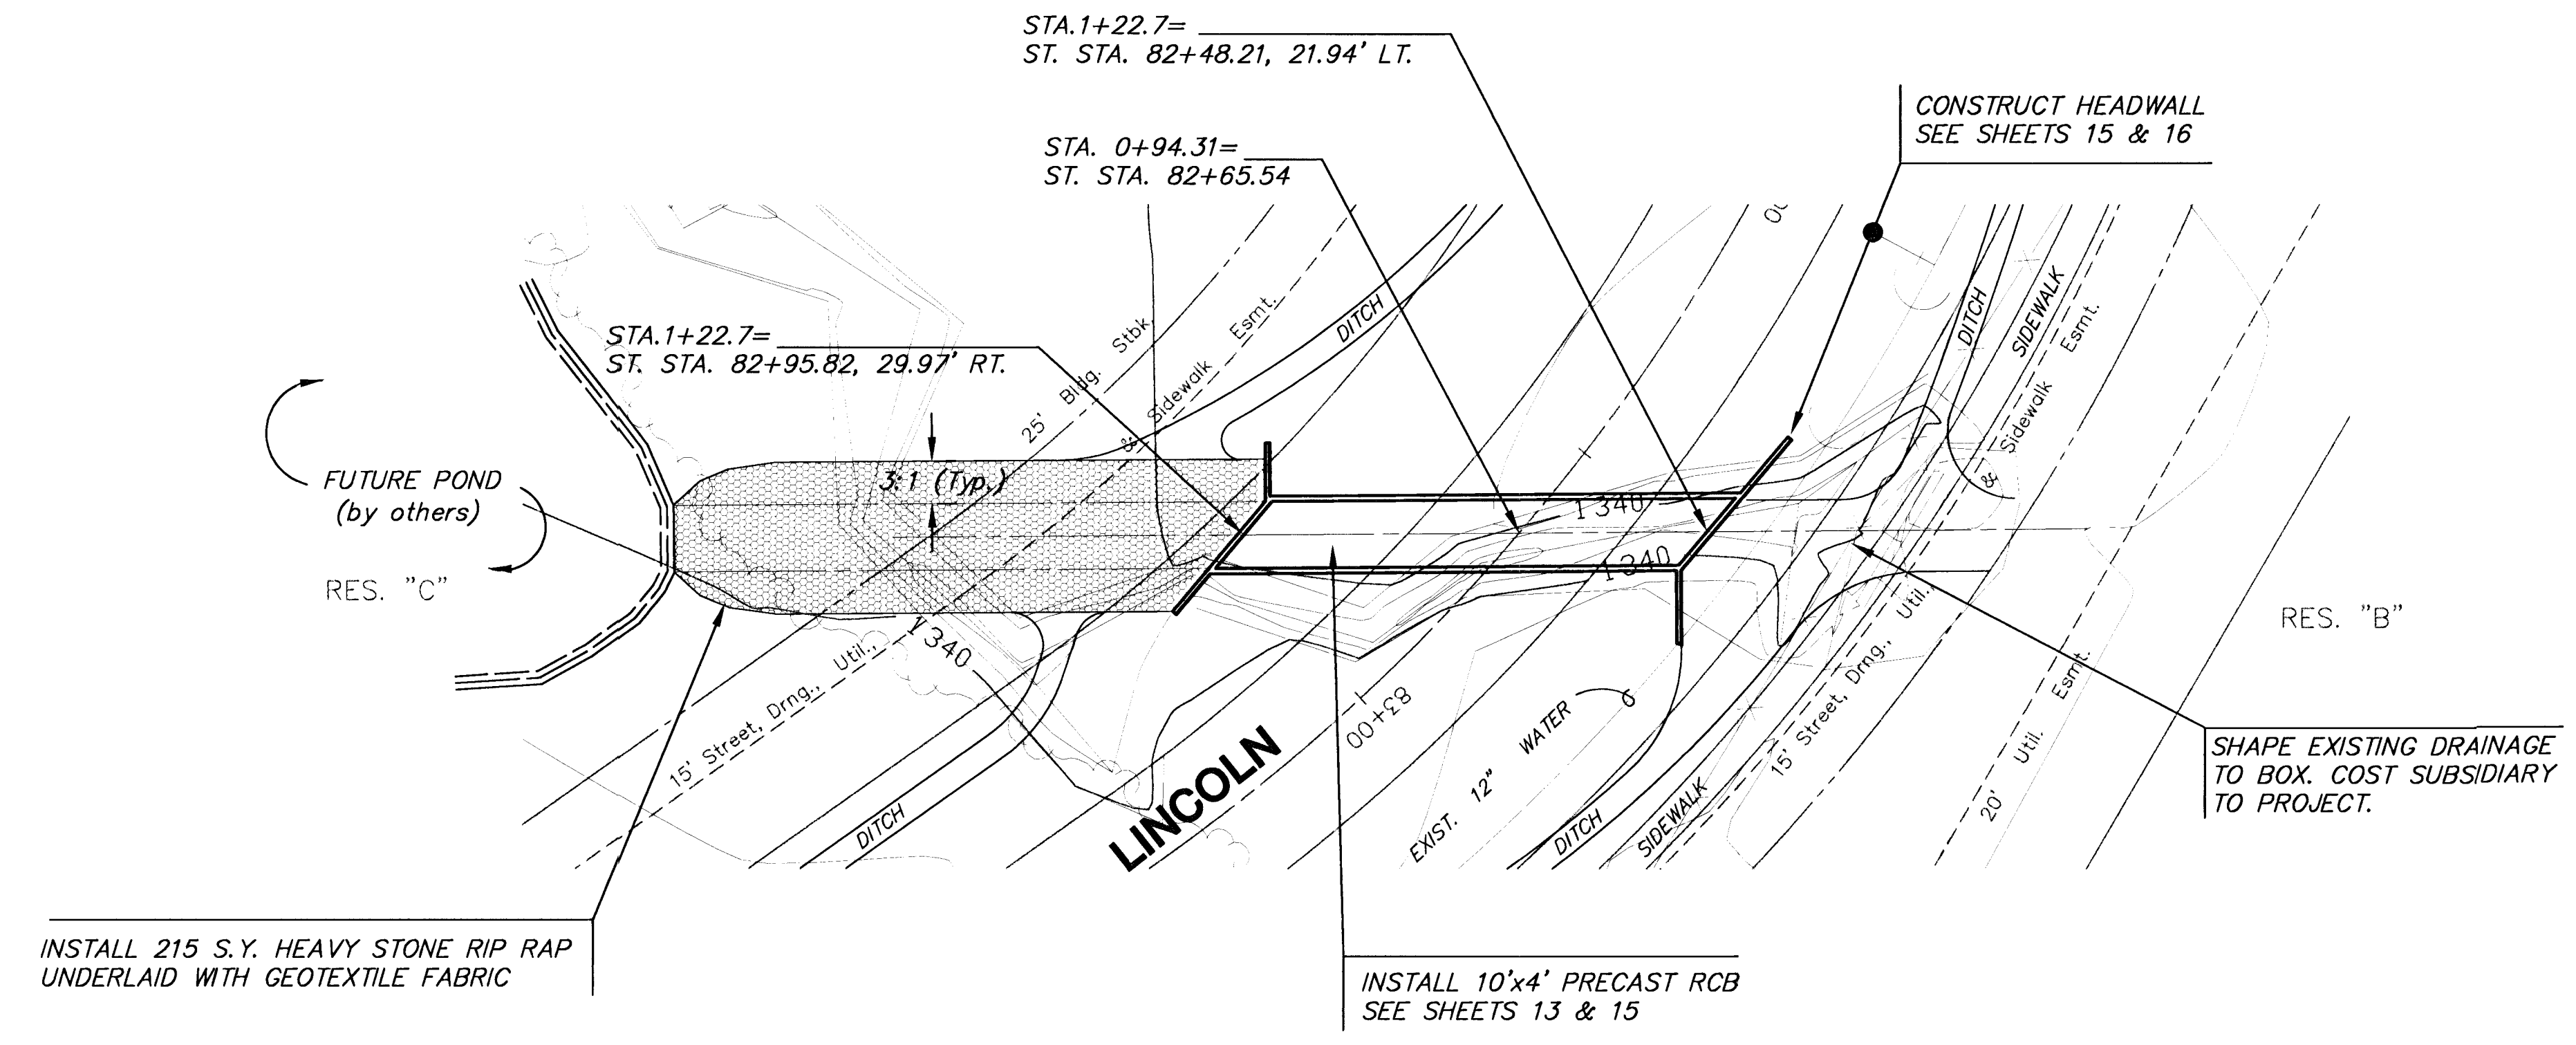 STA.1+22.7=
ST. STA. 82+48.21, 21.94' LT.
CONSTRUCT HEADWALL
SEE SHEETS 15 & 16
STA. 0+94.31=
ST. STA. 82+65.54
00
STA.1+22.7=
ST. STA. 82+95.82, 29.97' RT.
25' Bldg. Stbk.
& Sidewalk Esmt.
DITCH
DITCH
SIDEWALK
& Sidewalk Esmt.
3:1 (Typ.)
FUTURE POND
(by others)
RES. "C"
1340
1340
1340
RES. "B"
15' Street, Drng., Util.,
15' Street, Drng., Util.,
20' Util. Esmt.
83+00
EXIST. 12" WATER
LINCOLN
DITCH
DITCH
SIDEWALK
SHAPE EXISTING DRAINAGE
TO BOX. COST SUBSIDIARY
TO PROJECT.
INSTALL 215 S.Y. HEAVY STONE RIP RAP
UNDERLAID WITH GEOTEXTILE FABRIC
INSTALL 10'x4' PRECAST RCB
SEE SHEETS 13 & 15